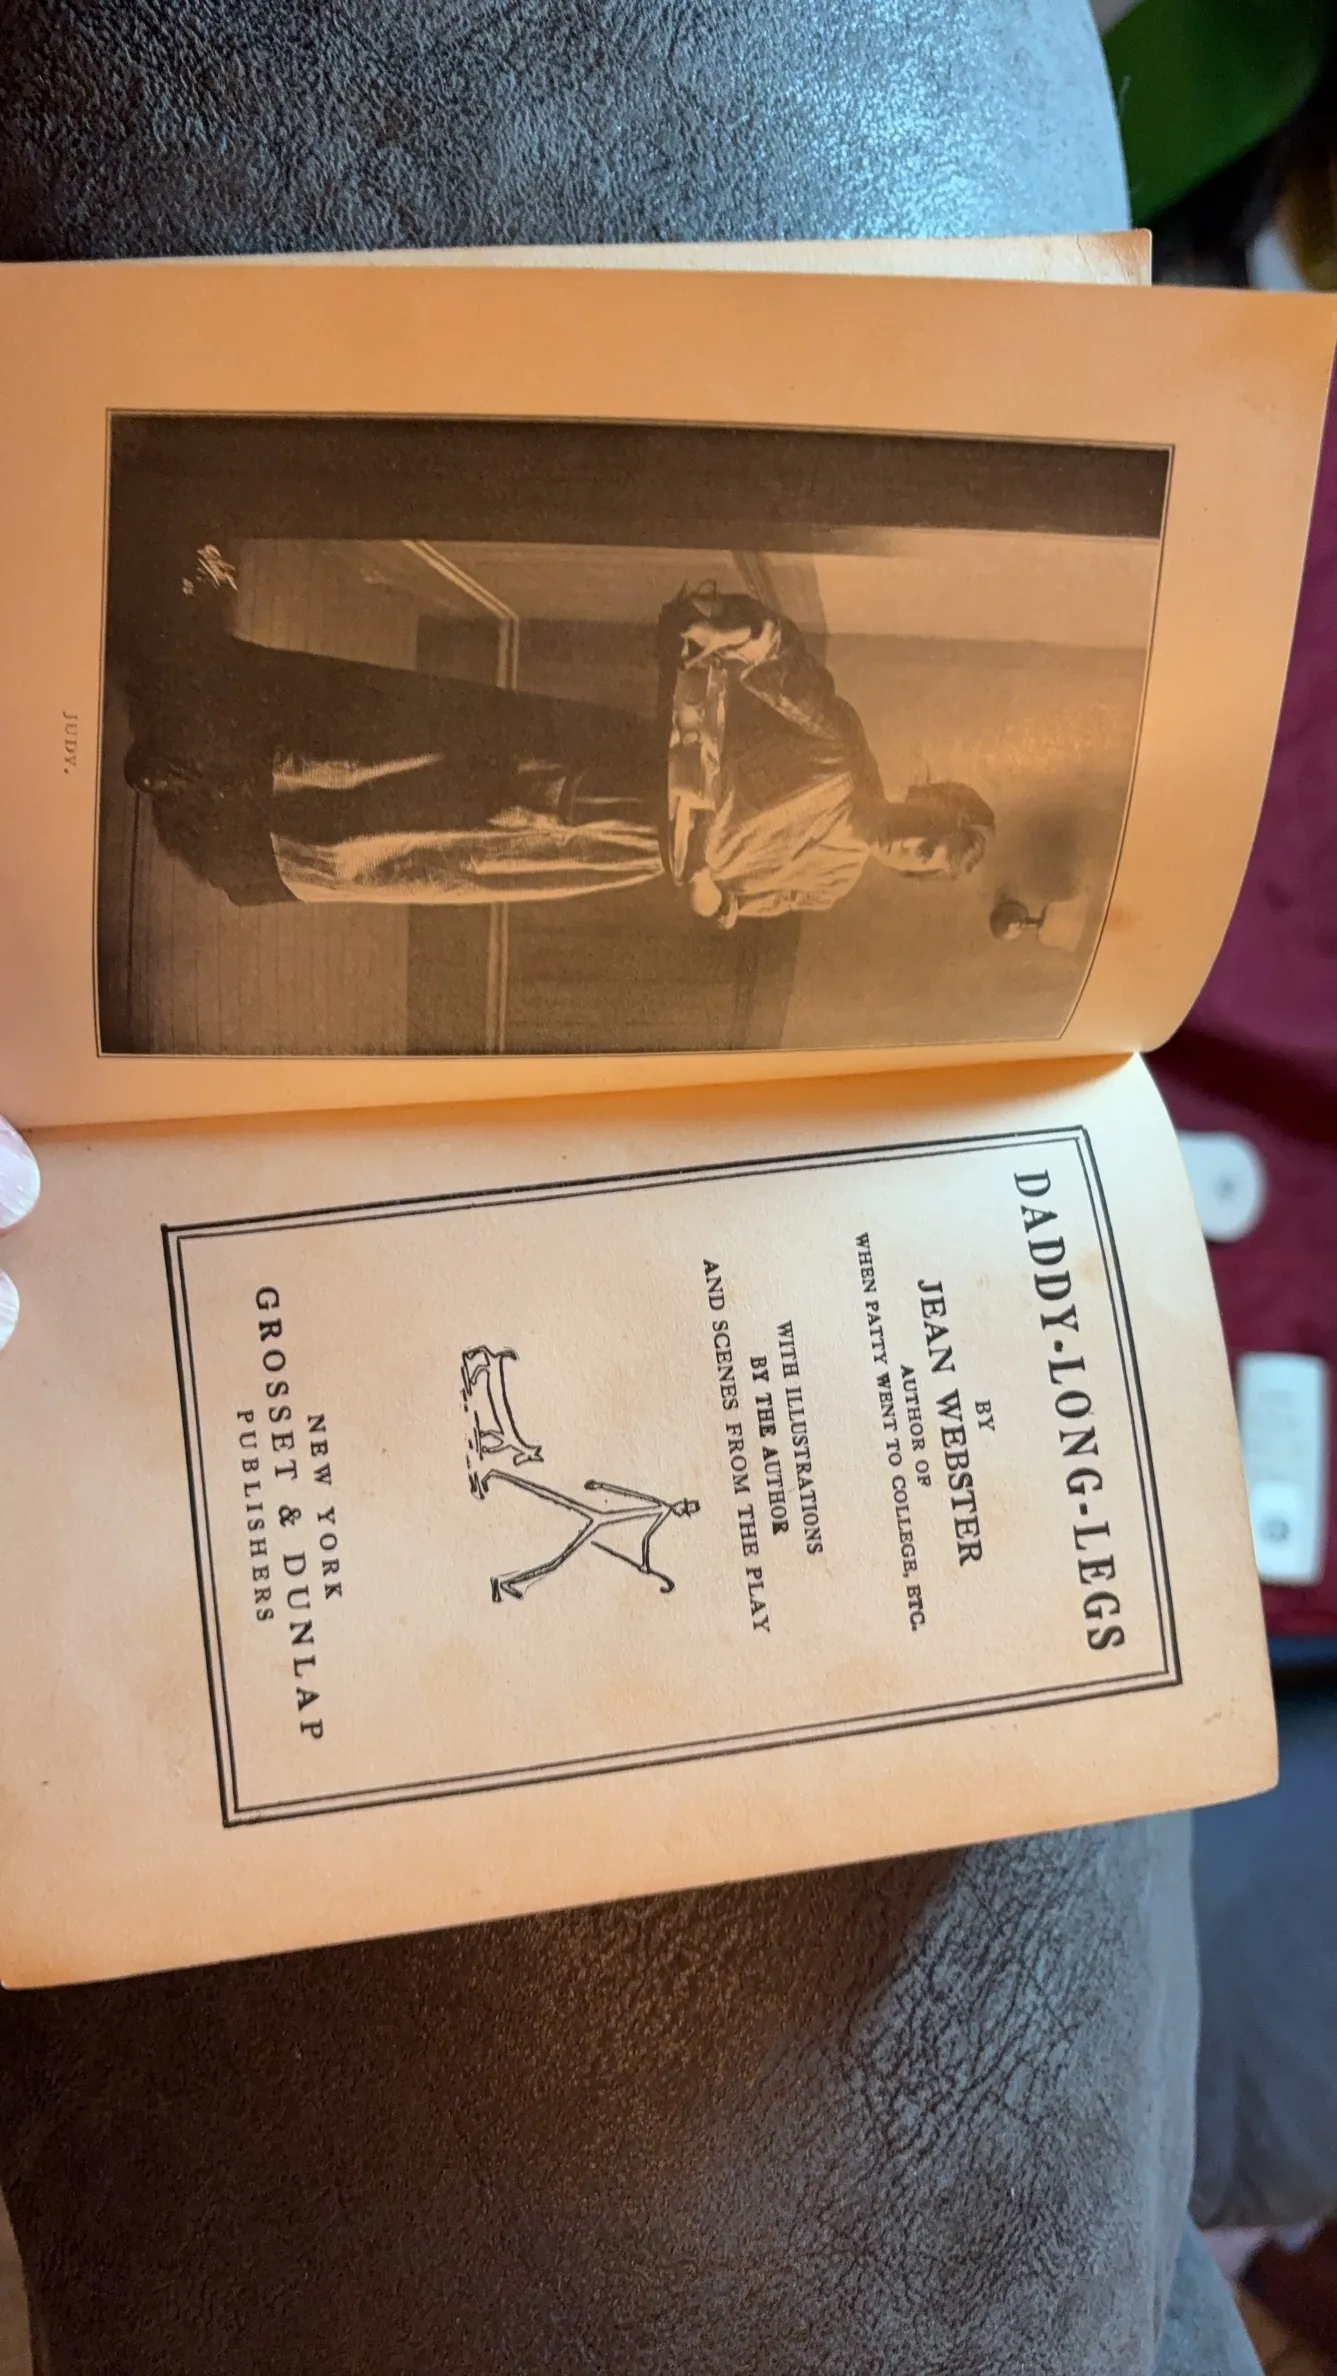 JUDY.
DADDY-LONG-LEGS
BY
JEAN WEBSTER
AUTHOR OF
WHEN PATTY WENT TO COLLEGE, ETC.
WITH ILLUSTRATIONS
BY THE AUTHOR
AND SCENES FROM THE PLAY
NEW YORK
GROSSET & DUNLAP
PUBLISHERS